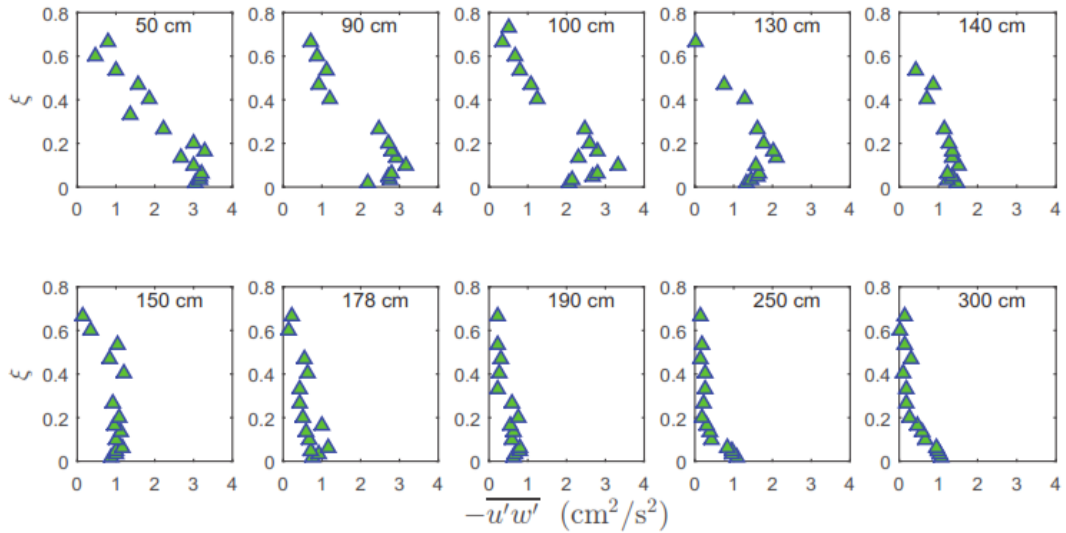 50 cm 90 cm 100 cm 130 cm 140 cm
0.8 0.8 0.8 0.8 0.8
0.6 0.6 0.6 0.6 0.6
ξ 0.4 0.4 0.4 0.4 0.4
0.2 0.2 0.2 0.2 0.2
0 0 0 0 0
0 1 2 3 4 0 1 2 3 4 0 1 2 3 4 0 1 2 3 4 0 1 2 3 4
150 cm 178 cm 190 cm 250 cm 300 cm
0.8 0.8 0.8 0.8 0.8
0.6 0.6 0.6 0.6 0.6
ξ 0.4 0.4 0.4 0.4 0.4
0.2 0.2 0.2 0.2 0.2
0 0 0 0 0
0 1 2 3 4 0 1 2 3 4 0 1 2 3 4 0 1 2 3 4 0 1 2 3 4
$-\overline{u'w'}$ (cm²/s²)